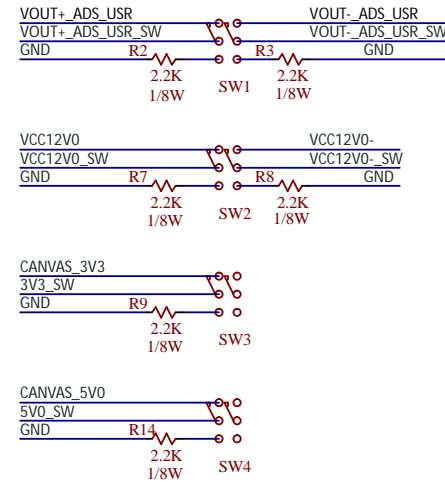 VOUT+_ADS_USR VOUT-_ADS_USR
VOUT+_ADS_USR_SW VOUT-_ADS_USR_SW
GND R2 R3 GND
2.2K 2.2K
1/8W SW1 1/8W
VCC12V0 VCC12V0-
VCC12V0_SW VCC12V0-_SW
GND R7 R8 GND
2.2K 2.2K
1/8W SW2 1/8W
CANVAS_3V3
3V3_SW
GND R9
2.2K
1/8W SW3
CANVAS_5V0
5V0_SW
GND R14
2.2K
1/8W SW4